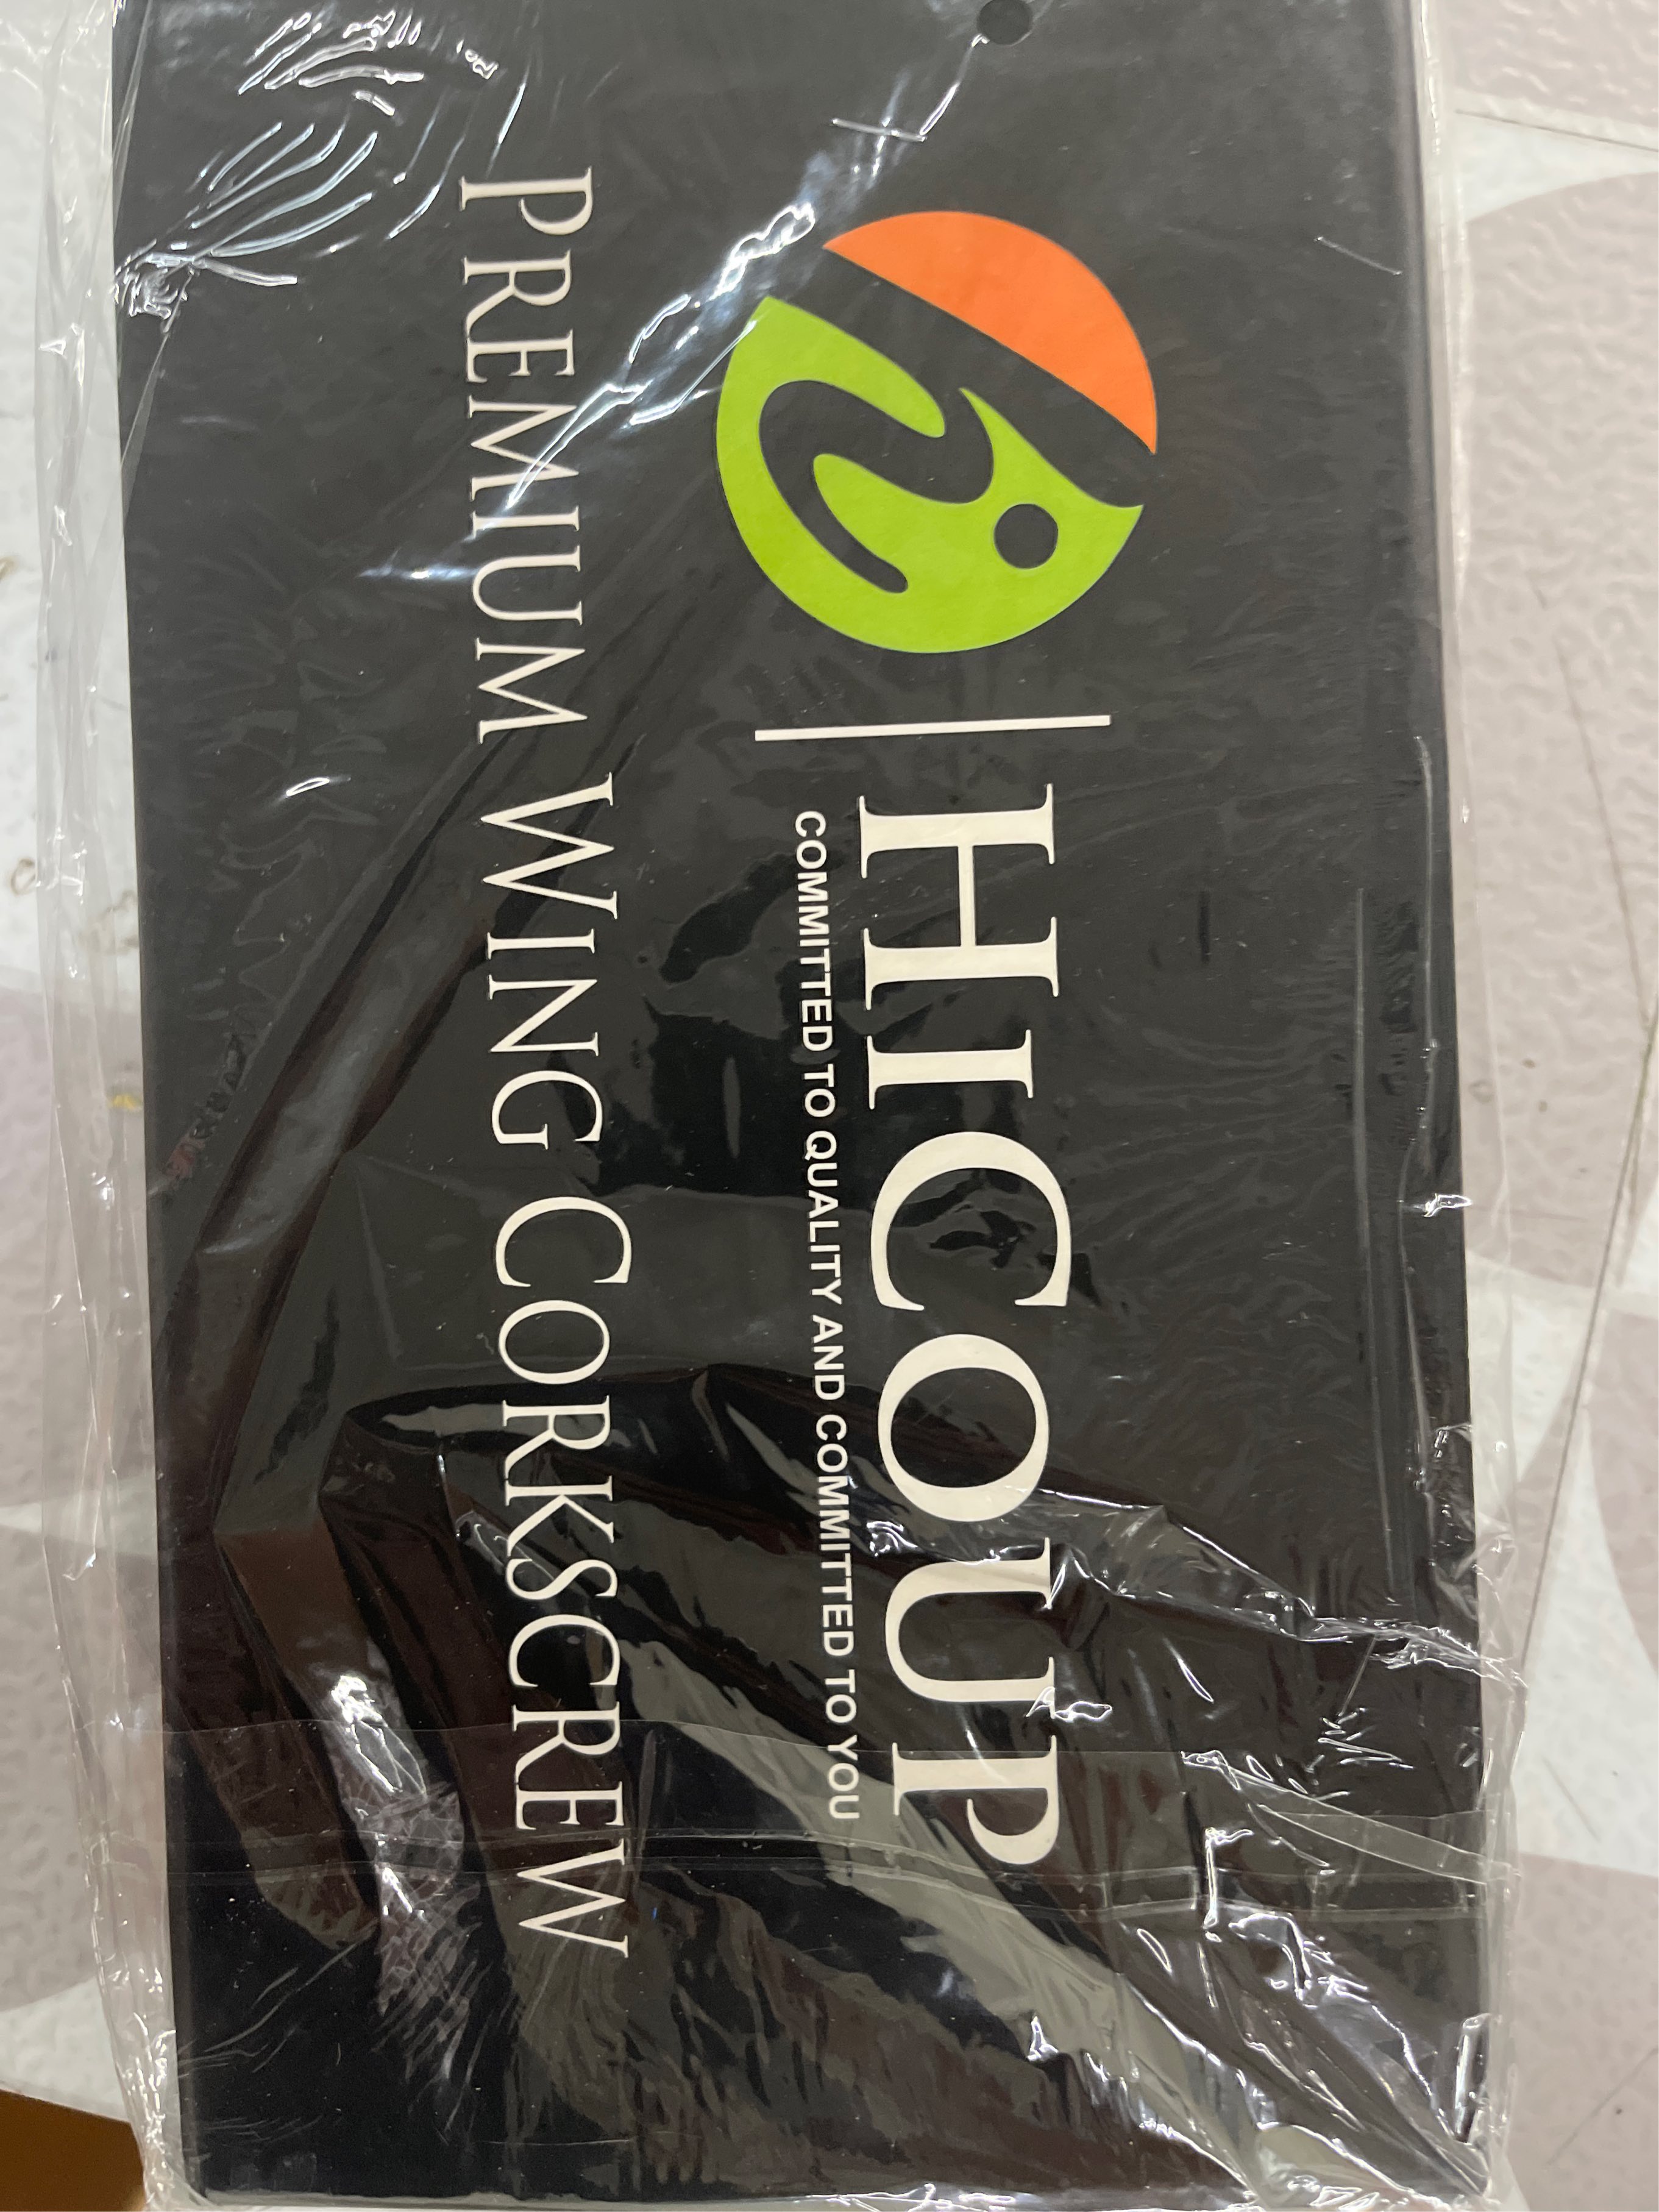 HICOUP
COMMITTED TO QUALITY AND COMMITTED TO YOU
PREMIUM WING CORKSCREW